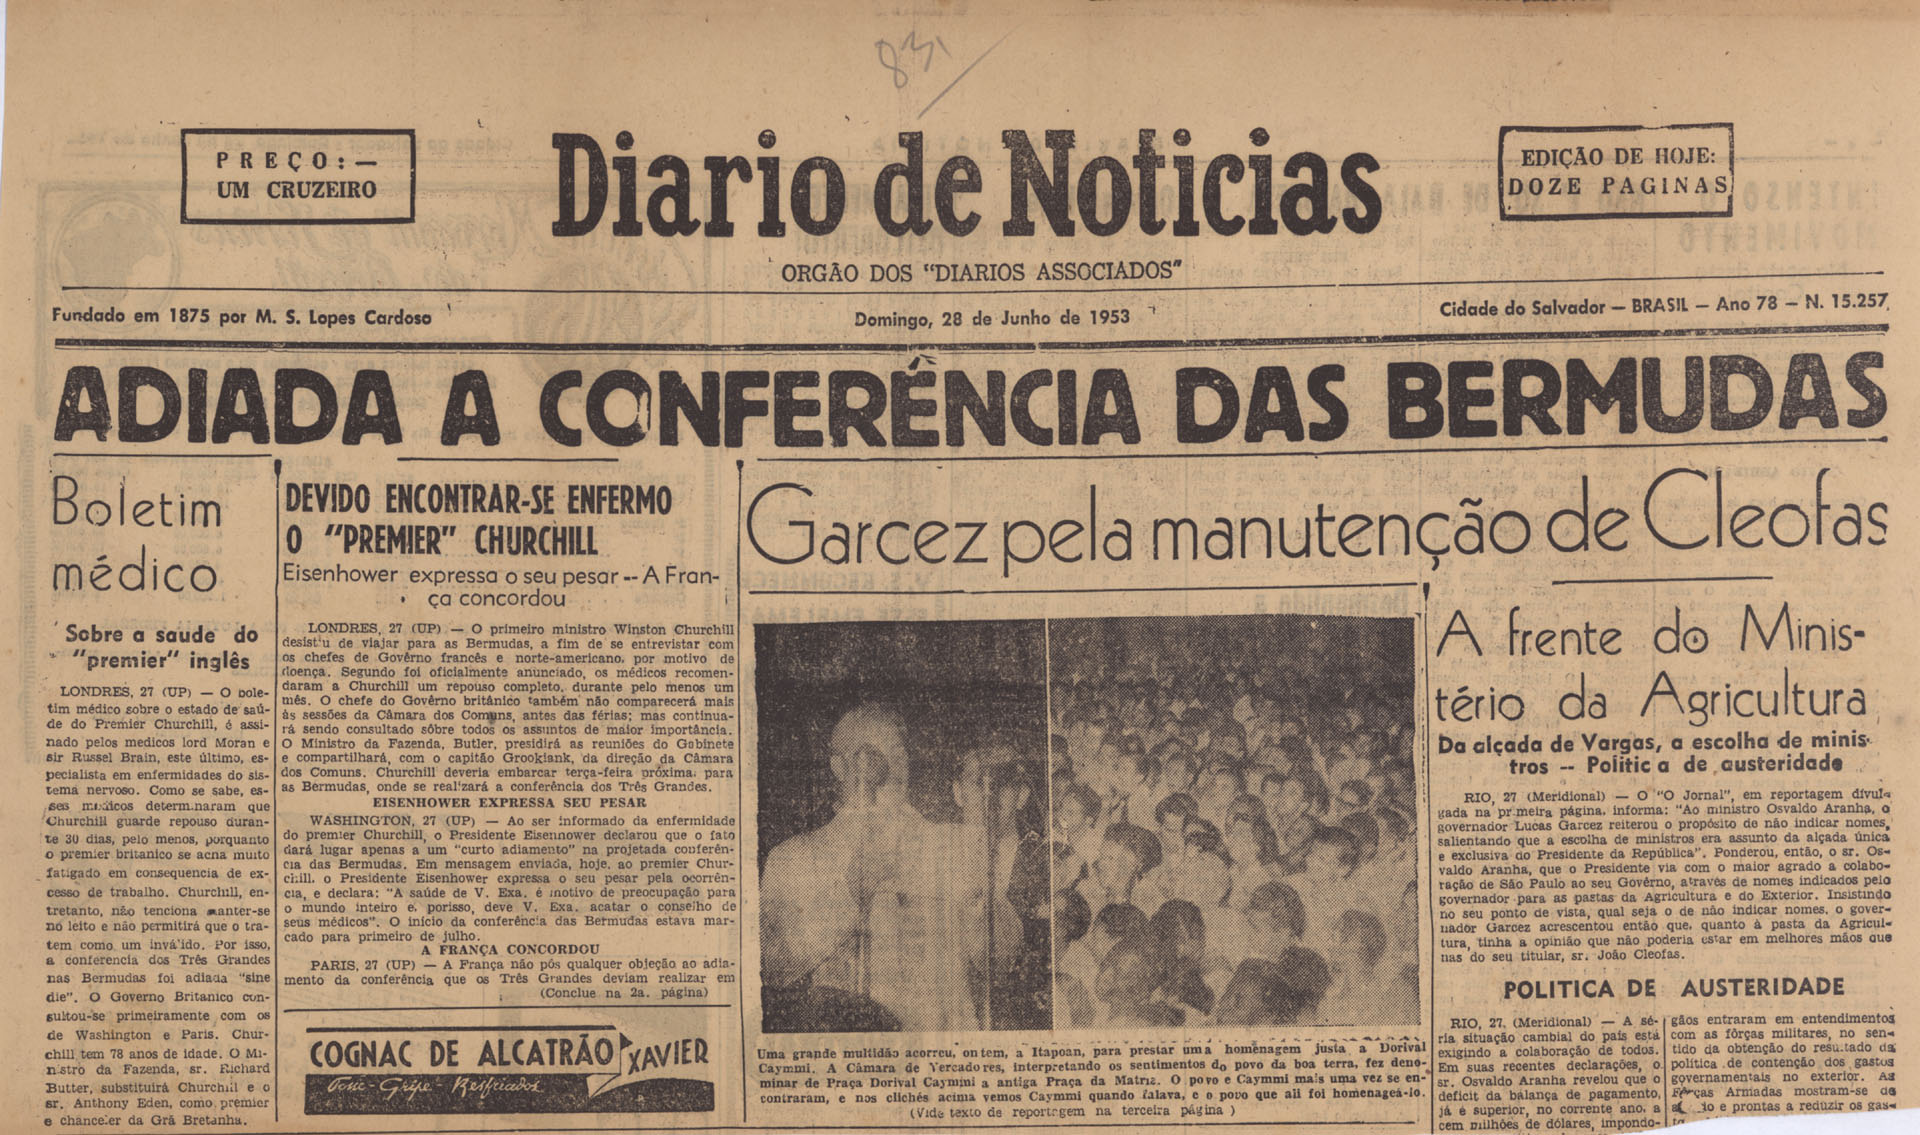 83
PREÇO:—
UM CRUZEIRO
Diario de Noticias
EDIÇÃO DE HOJE:
DOZE PAGINAS
ORGÃO DOS "DIARIOS ASSOCIADOS"
Fundado em 1875 por M. S. Lopes Cardoso
Domingo, 28 de Junho de 1953
Cidade do Salvador — BRASIL — Ano 78 — N. 15.257
ADIADA A CONFERÊNCIA DAS BERMUDAS
Boletim
médico
Sobre a saude do
"premier" inglês
LONDRES, 27 (UP) — O bole-
tim médico sobre o estado de saú-
de do Premier Churchill, é assi-
nado pelos medicos lord Moran e
sir Russel Brain, este último, es-
pecialista em enfermidades do sis-
tema nervoso. Como se sabe, es-
ses médicos determinaram que
Churchill guarde repouso duran-
te 30 dias, pelo menos, porquanto
o premier britanico se acha muito
fatigado em consequencia de ex-
cesso de trabalho. Churchill, en-
tretanto, não tenciona manter-se
no leito e não permitirá que o tra-
tem como um inválido. Por isso,
a conferencia dos Três Grandes
nas Bermudas foi adiada "sine
die". O Governo Britanico con-
sultou-se primeiramente com os
de Washington e Paris. Chur-
chill tem 78 anos de idade. O Mi-
nistro da Fazenda, sr. Richard
Butter, substituirá Churchill e o
sr. Anthony Eden, como premier
e chanceler da Grã Bretanha.
DEVIDO ENCONTRAR-SE ENFERMO
O "PREMIER" CHURCHILL
Eisenhower expressa o seu pesar -- A Fran-
ça concordou
LONDRES, 27 (UP) — O primeiro ministro Winston Churchill
desistiu de viajar para as Bermudas, a fim de se entrevistar com
os chefes de Govêrno francês e norte-americano, por motivo de
doença. Segundo foi oficialmente anunciado, os médicos recomen-
daram a Churchill um repouso completo, durante pelo menos um
mês. O chefe do Govêrno britânico também não comparecerá mais
às sessões da Câmara dos Comuns, antes das férias; mas continua-
rá sendo consultado sôbre todos os assuntos de maior importância.
O Ministro da Fazenda, Butler, presidirá as reuniões do Gabinete
e compartilhará, com o capitão Grookiank, da direção da Câmara
dos Comuns. Churchill deveria embarcar terça-feira próxima, para
as Bermudas, onde se realizará a conferência dos Três Grandes.
EISENHOWER EXPRESSA SEU PESAR
WASHINGTON, 27 (UP) — Ao ser informado da enfermidade
do premier Churchill, o Presidente Eisennower declarou que o fato
dará lugar apenas a um "curto adiamento" na projetada conferên-
cia das Bermudas. Em mensagem enviada, hoje, ao premier Chur-
chill, o Presidente Eisenhower expressa o seu pesar pela ocorrên-
cia, e declara: "A saúde de V. Exa. é motivo de preocupação para
o mundo inteiro e, porisso, deve V. Exa. acatar o conselho de
seus médicos". O início da conferência das Bermudas estava mar-
cado para primeiro de julho.
A FRANÇA CONCORDOU
PARIS, 27 (UP) — A França não pôs qualquer objeção ao adia-
mento da conferência que os Três Grandes deviam realizar em
(Conclue na 2a. página)
COGNAC DE ALCATRÃO XAVIER
Tosse - Gripe - Resfriados
Garcez pela manutenção de Cleofas
Uma grande multidão acorreu, ontem, a Itapoan, para prestar uma homenagem justa a Dorival
Caymmi. A Câmara de Vereadores, interpretando os sentimentos do povo da boa terra, fez deno-
minar de Praça Dorival Caymini a antiga Praça da Matriz. O povo e Caymmi mais uma vez se en-
contraram, e nos clichés acima vemos Caymmi quando falava, e o povo que ali foi homenageá-lo.
(Vide texto de reportagem na terceira página)
A frente do Minis-
tério da Agricultura
Da alçada de Vargas, a escolha de minis
tros -- Politica de austeridade
RIO, 27 (Meridional) — O "O Jornal", em reportagem divul-
gada na primeira página, informa: "Ao ministro Osvaldo Aranha, o
governador Lucas Garcez reiterou o propósito de não indicar nomes,
salientando que a escolha de ministros era assunto da alçada única
e exclusiva do Presidente da República". Ponderou, então, o sr. Os-
valdo Aranha, que o Presidente via com o maior agrado a colabo-
ração de São Paulo ao seu Govêrno, através de nomes indicados pelo
governador para as pastas da Agricultura e do Exterior. Insistindo
no seu ponto de vista, qual seja o de não indicar nomes, o gover-
nador Garcez acrescentou então que, quanto à pasta da Agricul-
tura, tinha a opinião que não poderia estar em melhores mãos que
nas do seu titular, sr. João Cleofas.
POLITICA DE AUSTERIDADE
RIO, 27. (Meridional) — A sé-
ria situação cambial do país está
exigindo a colaboração de todos.
Em suas recentes declarações, o
sr. Osvaldo Aranha revelou que o
deficit da balança de pagamento,
já é superior, no corrente ano, a
cem milhões de dólares, impondo-
gãos entraram em entendimentos
com as fôrças militares, no sen-
tido da obtenção do resultado da
política de contenção dos gastos
governamentais no exterior. As
Forças Armadas mostram-se de
e prontas a reduzir os gas-